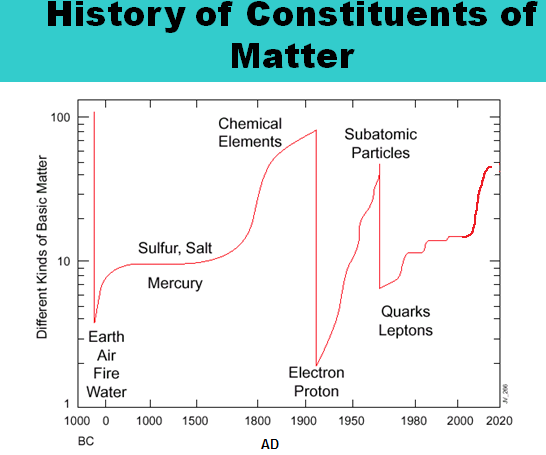 History of Constituents of
Matter
100
Chemical
Elements
Subatomic
Particles
Different Kinds of Basic Matter
Sulfur, Salt
10
Mercury
Quarks
Leptons
Earth
Air
Fire
Water
Electron
Proton
JV_266
1
1000 0 1000 1500 1800 1900 1950 1980 2000 2020
BC
AD